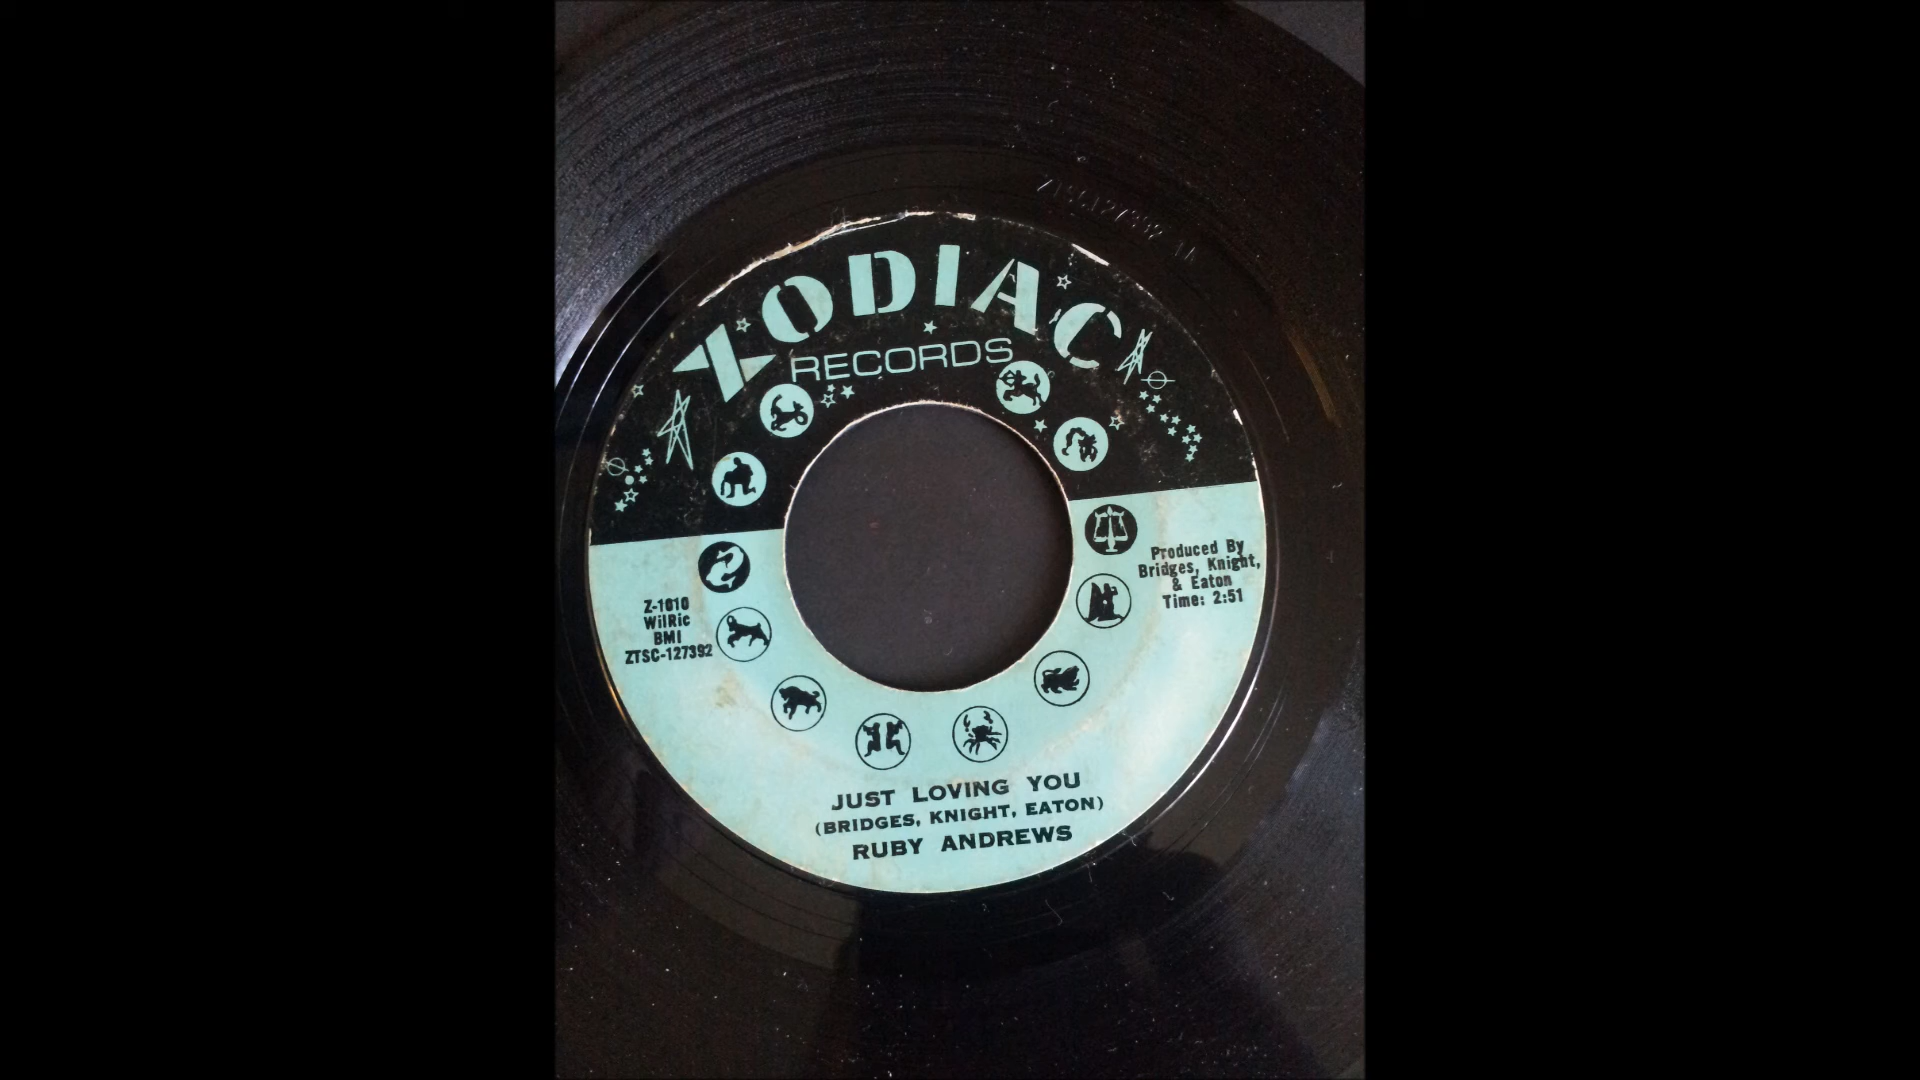 ZODIAC
RECORDS
Z-1010
WilRic
BMI
ZTSC-127392
Produced By
Bridges, Knight,
& Eaton
Time: 2:51
JUST LOVING YOU
(BRIDGES, KNIGHT, EATON)
RUBY ANDREWS